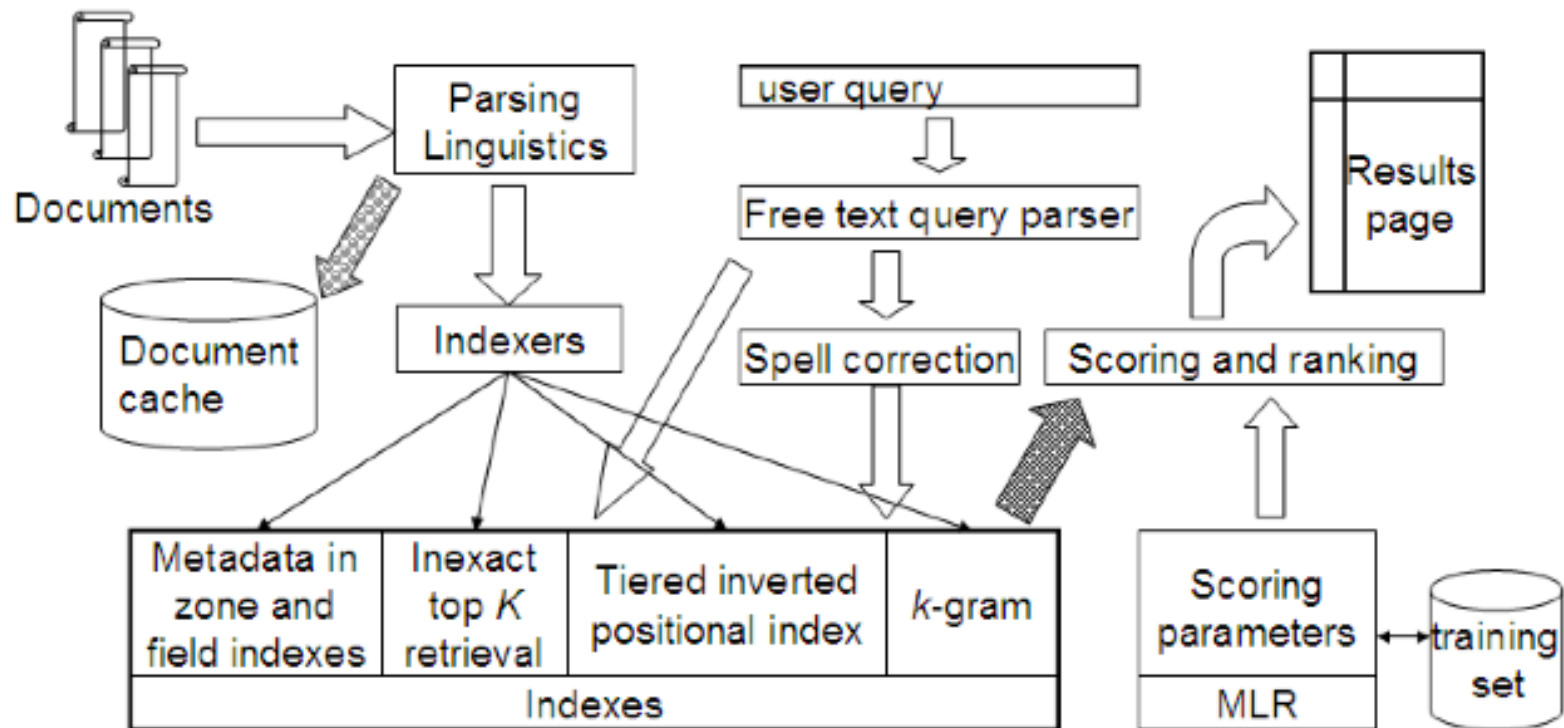 Documents
Parsing
Linguistics
user query
Free text query parser
Results
page
Document
cache
Indexers
Spell correction
Scoring and ranking
Metadata in
zone and
field indexes
Inexact
top K
retrieval
Tiered inverted
positional index
k-gram
Indexes
Scoring
parameters
MLR
training
set